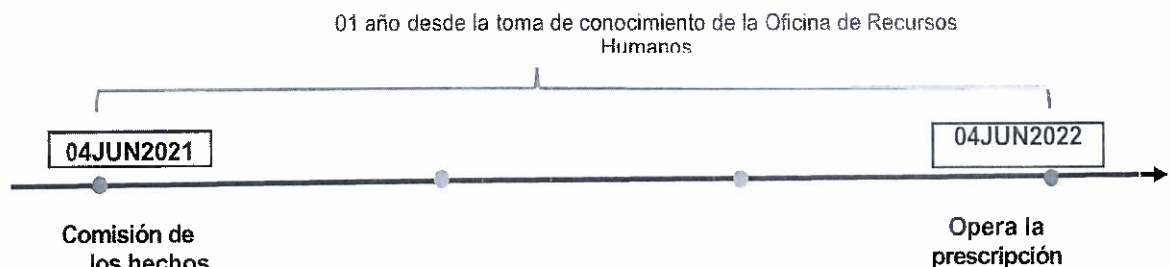 01 año desde la toma de conocimiento de la Oficina de Recursos
Humanos
04JUN2021
04JUN2022
Comisión de
los hechos
Opera la
prescripción